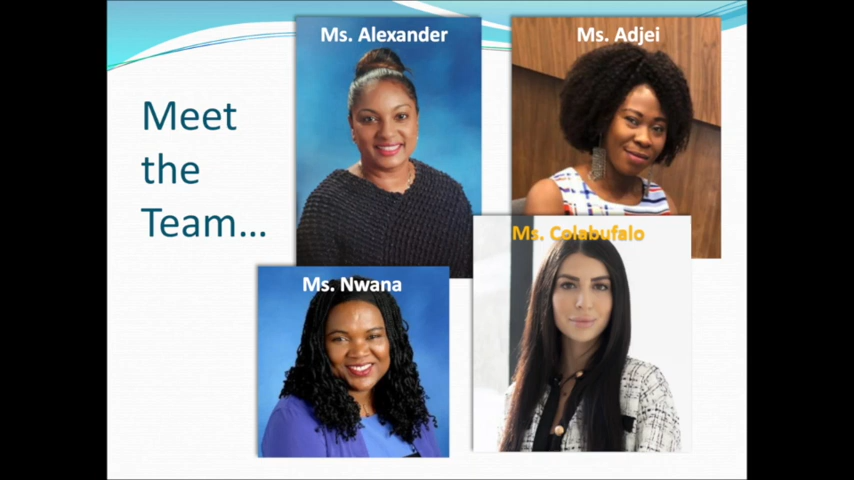 Meet
the
Team...
Ms. Alexander
Ms. Adjei
Ms. Nwana
Ms. Colabufalo